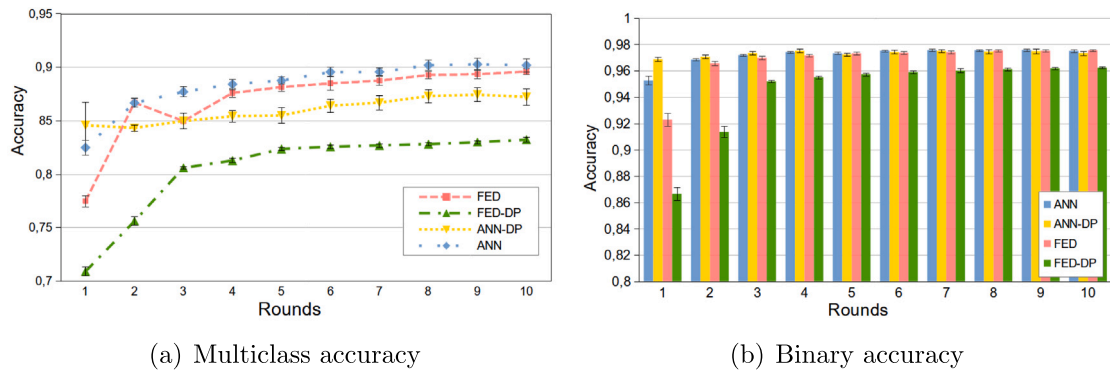 0,95
0,9
85
0,8
0,75
0,7
Accuracy
1 2 3 4 5 6 7 8 9 10
Rounds
FED
FED-DP
ANN-DP
ANN
(a) Multiclass accuracy
1
0,98
0,96
0,94
0,92
0,9
0,88
0,86
0,84
0,82
0,8
Accuracy
1 2 3 4 5 6 7 8 9 10
Rounds
ANN
ANN-DP
FED
FED-DP
(b) Binary accuracy